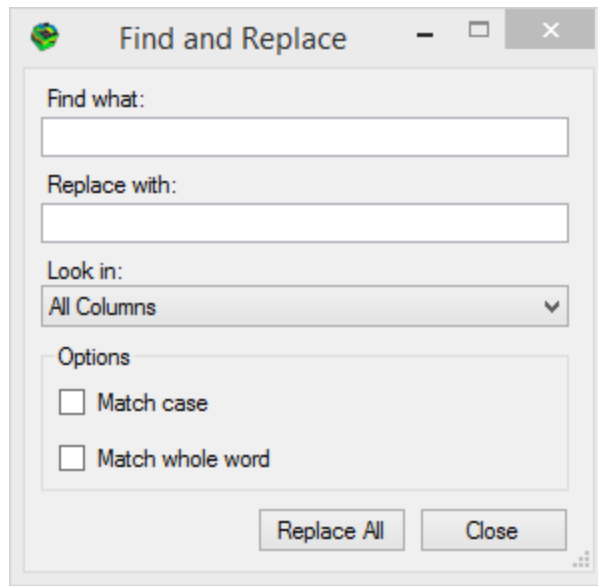 Find and Replace
Find what:
Replace with:
Look in:
All Columns
Options
Match case
Match whole word
Replace All Close